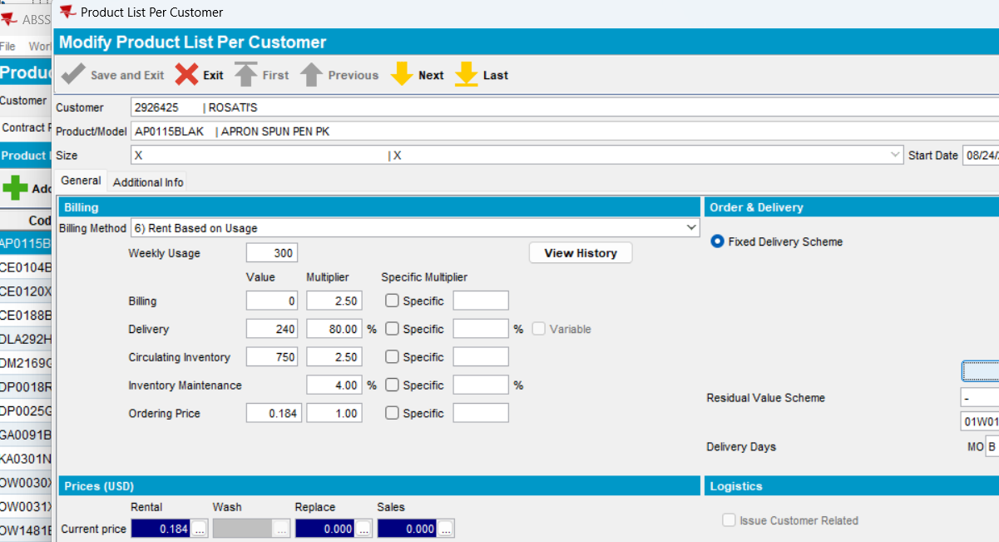 Product List Per Customer
ABSS
File Wor
Modify Product List Per Customer
Produc
Save and Exit Exit First Previous Next Last
Customer
Customer 2926425 | ROSATI'S
Contract P
Product/Model AP0115BLAK | APRON SPUN PEN PK
Product
Size X | X Start Date 08/24/
General Additional Info
Add
Billing Order & Delivery
Cod
Billing Method 6) Rent Based on Usage
AP0115B
Fixed Delivery Scheme
Weekly Usage 300 View History
CE0104B
Value Multiplier Specific Multiplier
CE0120X
Billing 0 2.50 Specific
CE0188B
Delivery 240 80.00 % Specific % Variable
DLA292H
Circulating Inventory 750 2.50 Specific
DM2169G
Inventory Maintenance 4.00 % Specific %
DP0018R
Residual Value Scheme -
DP0025G
Ordering Price 0.184 1.00 Specific
01W01
GA0091B
Delivery Days MO B
KA0301N
OW0030X
Prices (USD) Logistics
OW0031X
Rental Wash Replace Sales
Issue Customer Related
OW1481B
Current price 0.184 ... ... 0.000 ... 0.000 ...